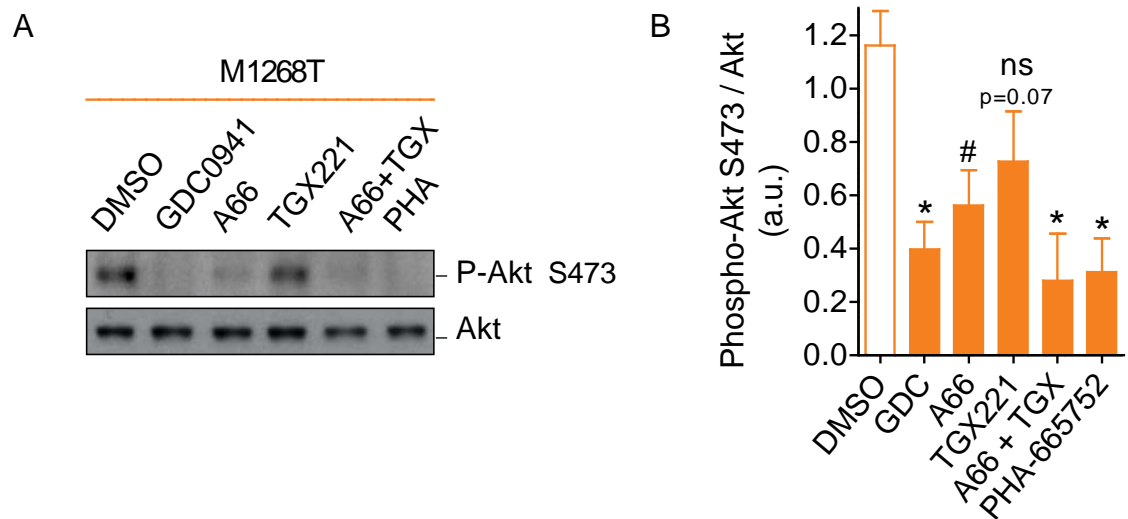 A
M1268T
DMSO
GDC0941
A66
TGX221
A66+TGX
PHA
P-Akt S473
Akt
B
Phospho-Akt S473 / Akt
(a.u.)
1.2
1.0
0.8
0.6
0.4
0.2
0.0
ns
p=0.07
#
*
*
*
DMSO
GDC
A66
TGX221
A66 + TGX
PHA-665752